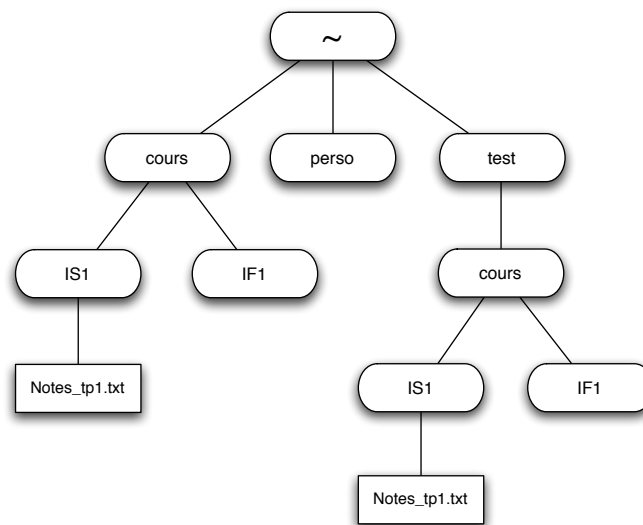 ~
cours
perso
test
IS1
IF1
cours
Notes_tp1.txt
IS1
IF1
Notes_tp1.txt